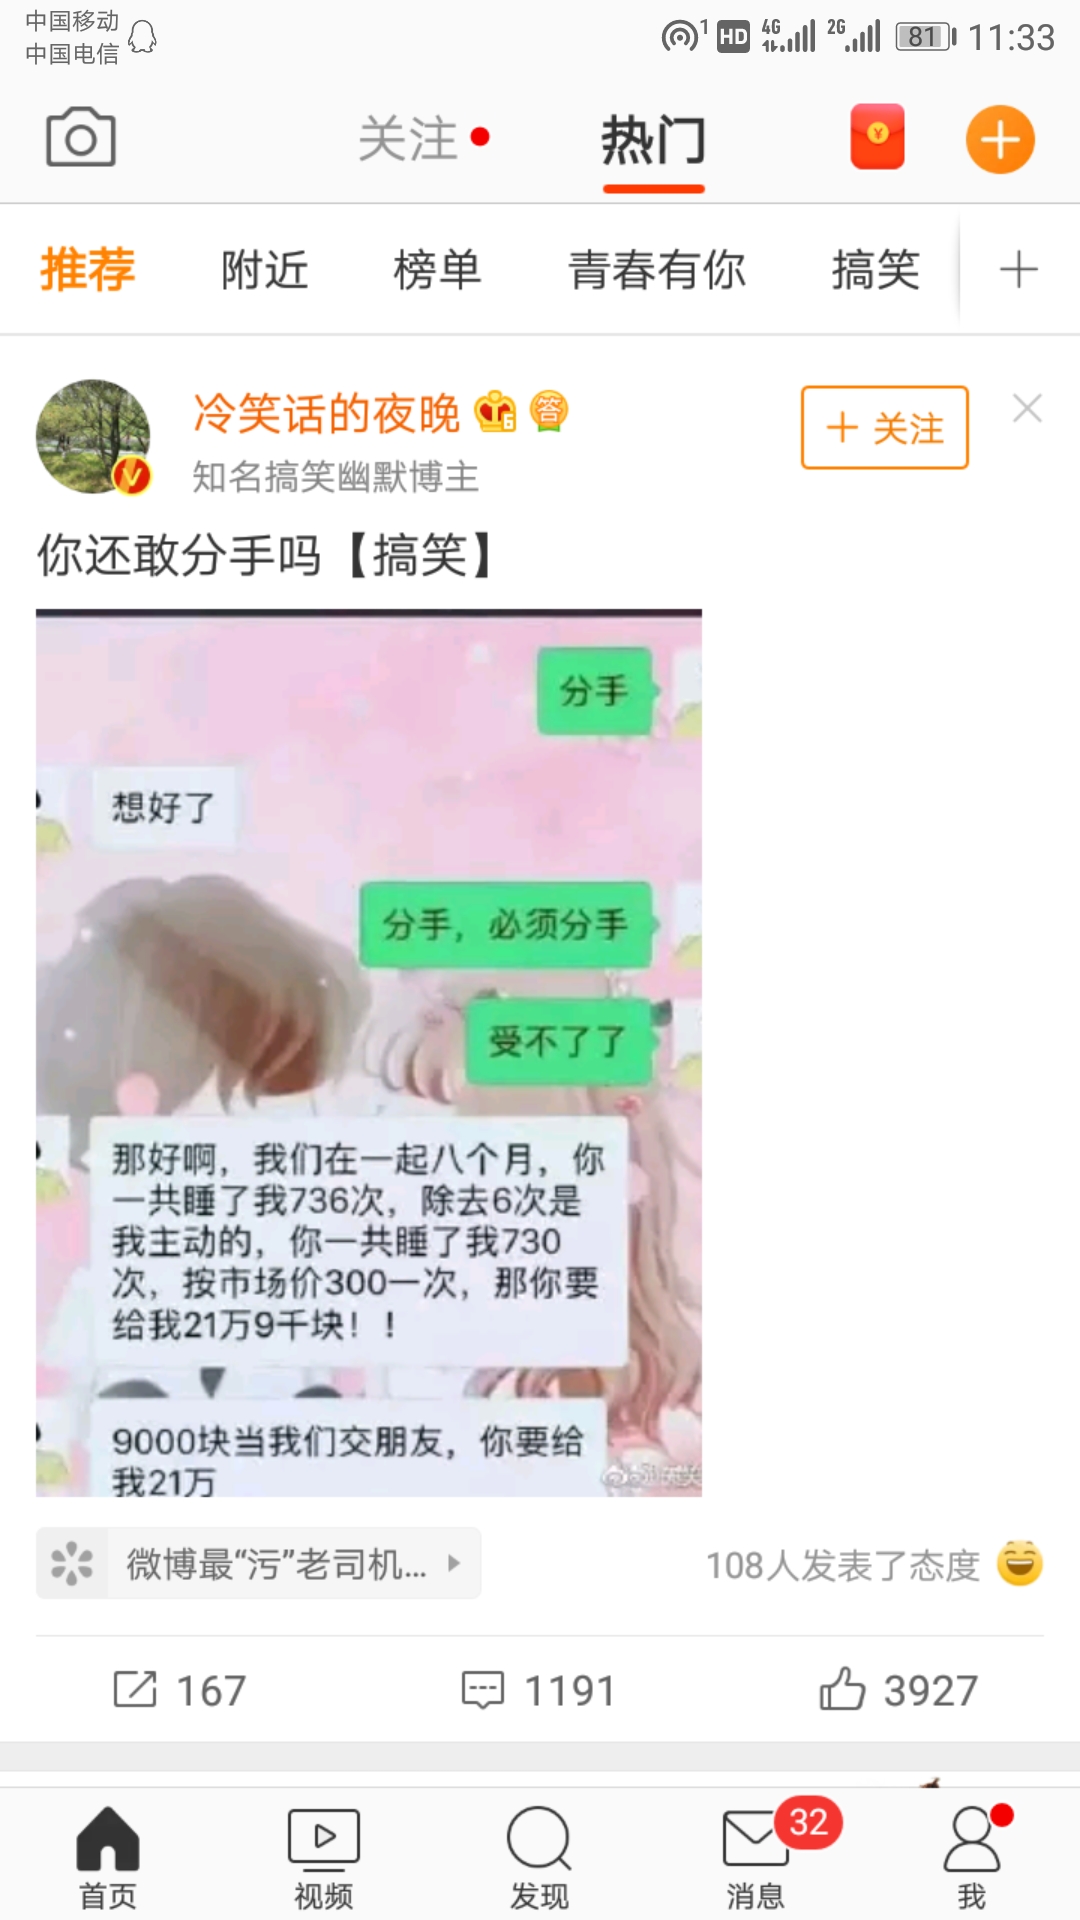 中国移动
中国电信
1 HD 4G 2G 81 11:33
关注 热门
推荐 附近 榜单 青春有你 搞笑
冷笑话的夜晚 6 答
+ 关注
知名搞笑幽默博主
你还敢分手吗【搞笑】
分手
想好了
分手，必须分手
受不了了
那好啊，我们在一起八个月，你
一共睡了我736次，除去6次是
我主动的，你一共睡了我730
次，按市场价300一次，那你要
给我21万9千块！！
9000块当我们交朋友，你要给
我21万
微博最“污”老司机...
108人发表了态度
167 1191 3927
32
首页 视频 发现 消息 我